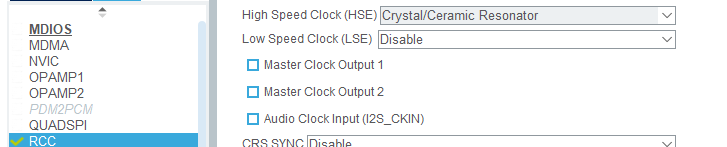 High Speed Clock (HSE) Crystal/Ceramic Resonator
Low Speed Clock (LSE) Disable
Master Clock Output 1
Master Clock Output 2
Audio Clock Input (I2S_CKIN)
CRS SYNC Disable
MDIOS
MDMA
NVIC
OPAMP1
OPAMP2
PDM2PCM
QUADSPI
RCC